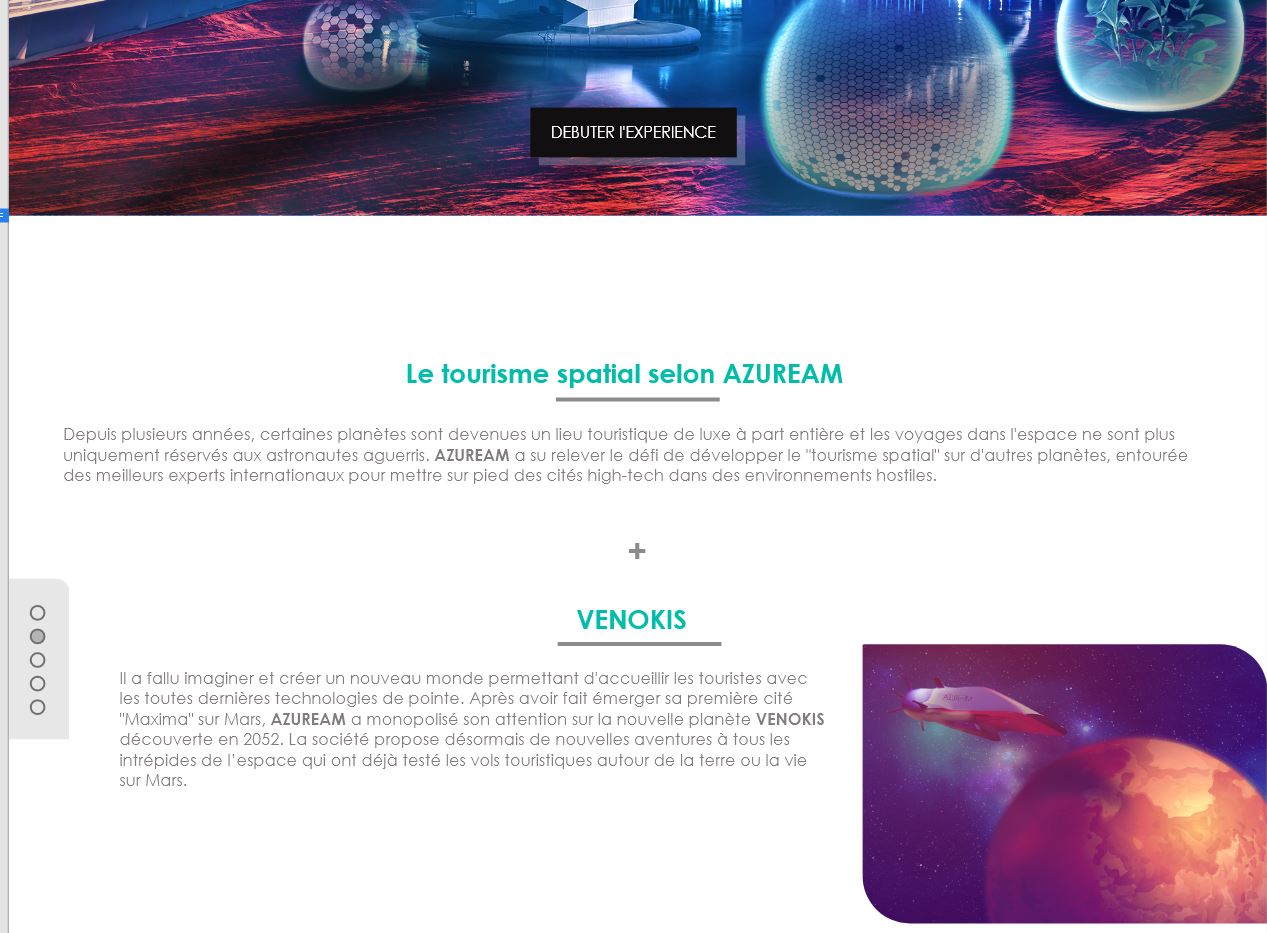 DEBUTER l'EXPERIENCE
Le tourisme spatial selon AZUREAM
Depuis plusieurs années, certaines planètes sont devenues un lieu touristique de luxe à part entière et les voyages dans l'espace ne sont plus
uniquement réservés aux astronautes aguerris. AZUREAM a su relever le défi de développer le "tourisme spatial" sur d'autres planètes, entourée
des meilleurs experts internationaux pour mettre sur pied des cités high-tech dans des environnements hostiles.
+
VENOKIS
Il a fallu imaginer et créer un nouveau monde permettant d'accueillir les touristes avec
les toutes dernières technologies de pointe. Après avoir fait émerger sa première cité
"Maxima" sur Mars, AZUREAM a monopolisé son attention sur la nouvelle planète VENOKIS
découverte en 2052. La société propose désormais de nouvelles aventures à tous les
intrépides de l’espace qui ont déjà testé les vols touristiques autour de la terre ou la vie
sur Mars.